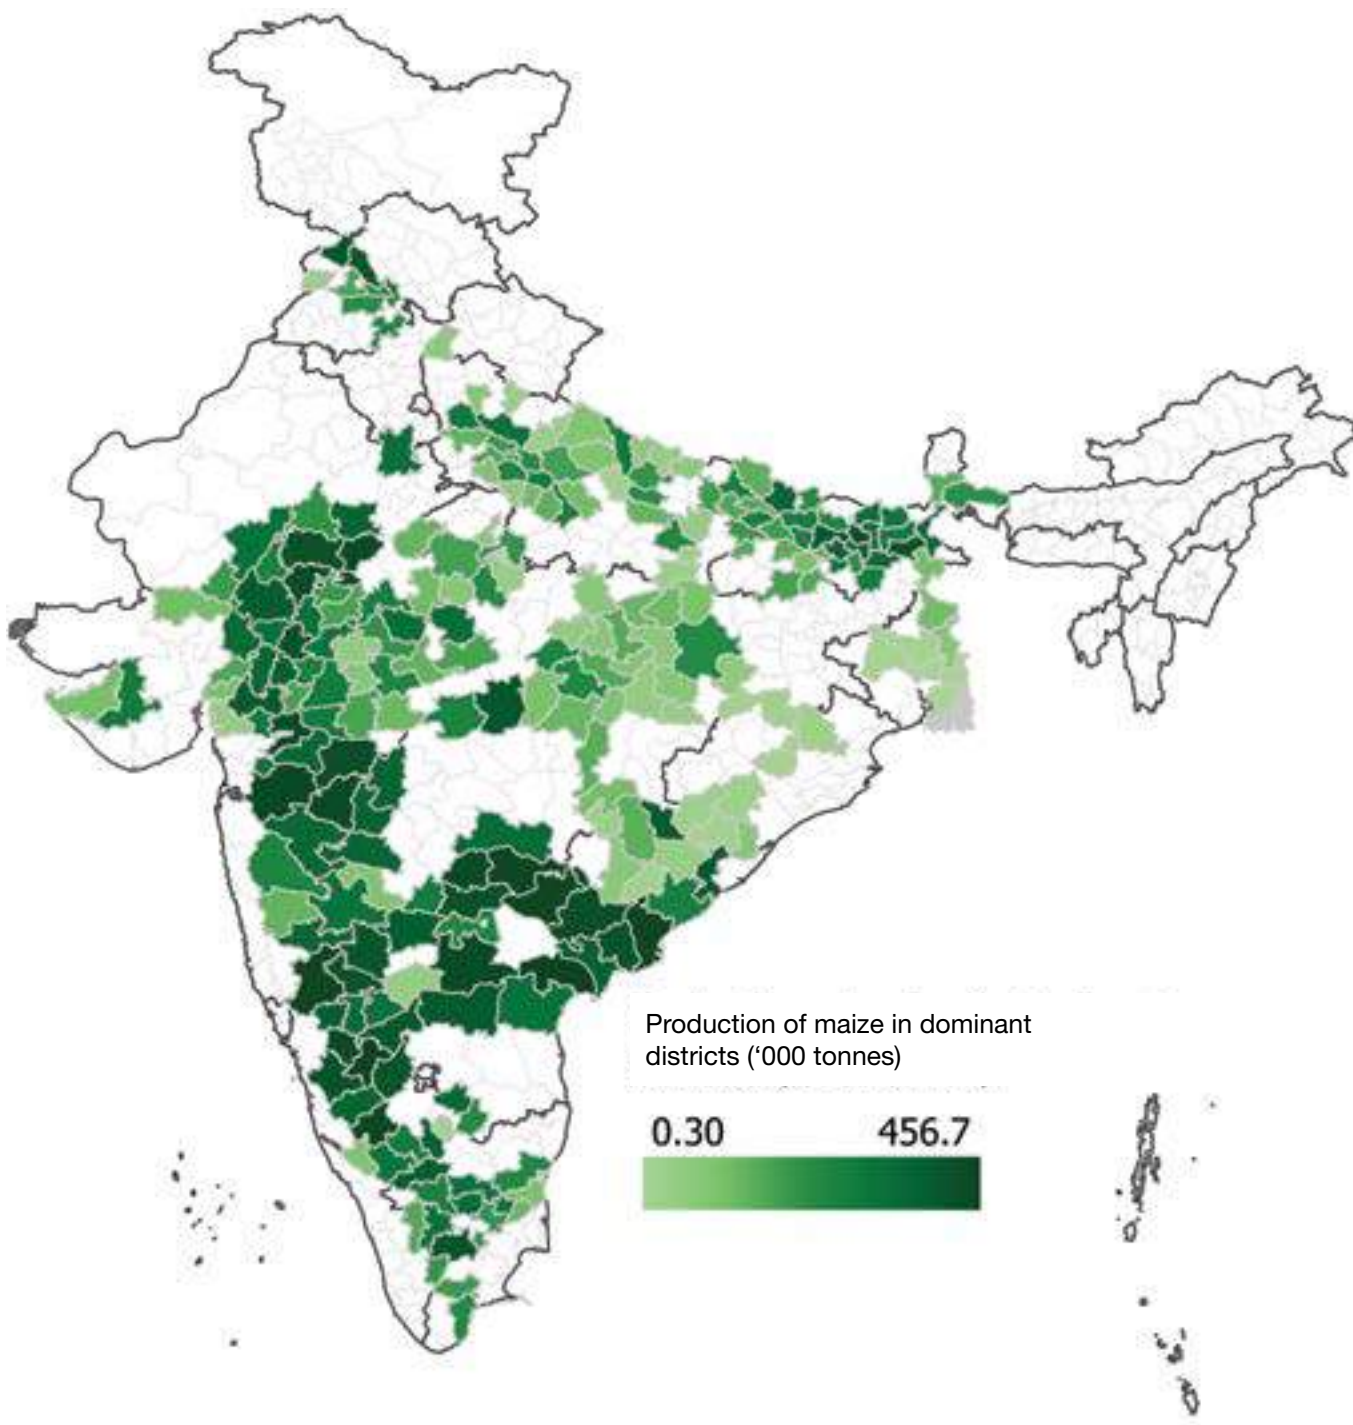 Production of maize in dominant
districts (‘000 tonnes)
0.30 456.7